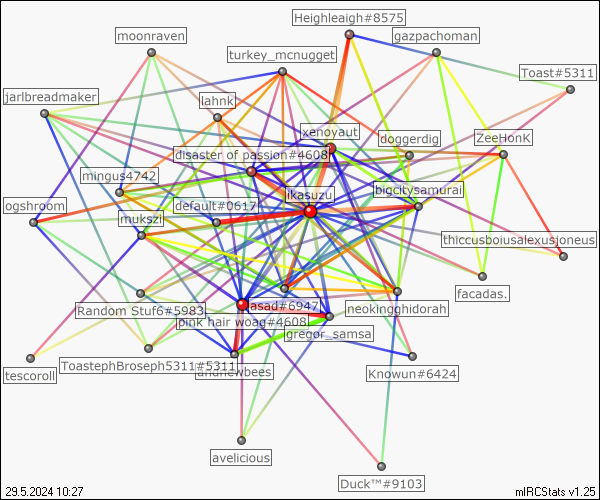 Heighleaigh#8575
moonraven
gazpachoman
turkey_mcnugget
Toast#5311
jarlbreadmaker
lahnk
xenoyaut
doggerdig
ZeeHonK
disaster of passion#4608
mingus4742
likasuzu
bigcitysamurai
ogshroom
default#0617
mukszi
thiccusboiusalexusjoneus
facadas.
Random Stuf6#5983
asad#6947
neokingghidorah
pink hair woag#4608
gregor_samsa
tescoroll
ToastephBroseph5311#5311
andnewbees
Knowun#6424
avelicious
Duck™#9103
29.5.2024 10:27
mIRCStats v1.25